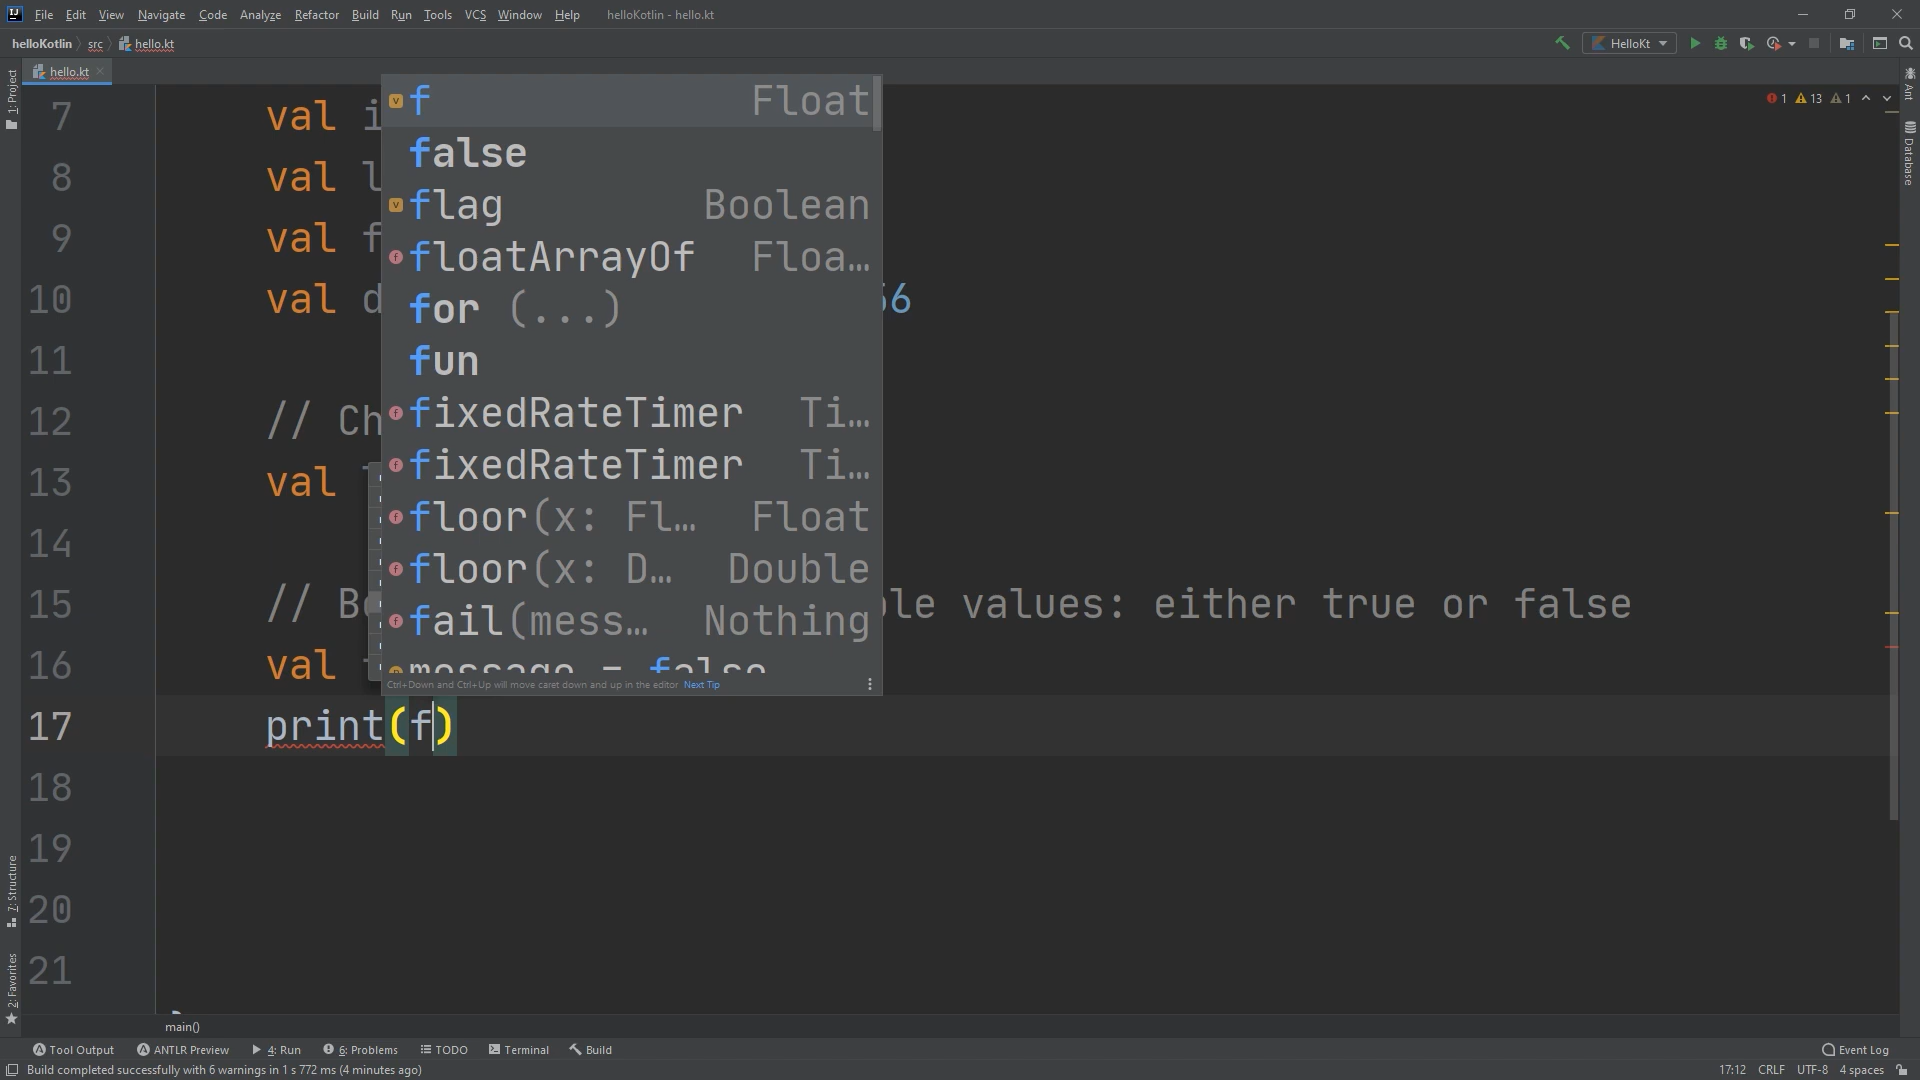 File Edit View Navigate Code Analyze Refactor Build Run Tools VCS Window Help helloKotlin - hello.kt
helloKotlin src hello.kt HelloKt
hello.kt
1: Project
Ant
Database
1 13 1
7 val i
8 val l
9 val f
10 val d 56
11
12 // Ch
13 val
14
15 // Bo ble values: either true or false
16 val
17 print(f)
18
19
20
21
f Float
false
flag Boolean
floatArrayOf Floa…
for (...)
fun
fixedRateTimer Ti…
fixedRateTimer Ti…
floor(x: Fl… Float
floor(x: D… Double
fail(mess… Nothing
message = false
Ctrl+Down and Ctrl+Up will move caret down and up in the editor Next Tip
7: Structure
2: Favorites
main()
Tool Output ANTLR Preview 4: Run 6: Problems TODO Terminal Build Event Log
Build completed successfully with 6 warnings in 1 s 772 ms (4 minutes ago) 17:12 CRLF UTF-8 4 spaces